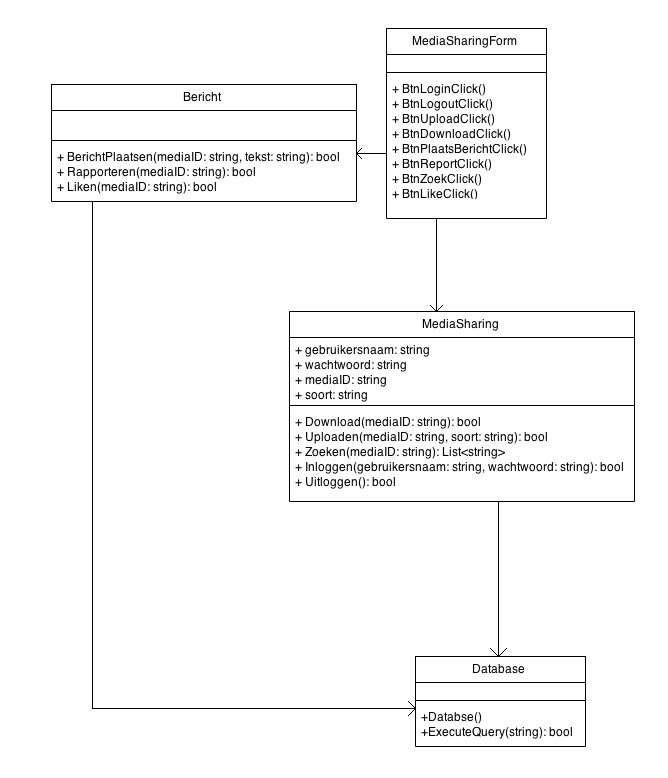 MediaSharingForm
+ BtnLoginClick()
+ BtnLogoutClick()
+ BtnUploadClick()
+ BtnDownloadClick()
+ BtnPlaatsBerichtClick()
+ BtnReportClick()
+ BtnZoekClick()
+ BtnLikeClick()
Bericht
+ BerichtPlaatsen(mediaID: string, tekst: string): bool
+ Rapporteren(mediaID: string): bool
+ Liken(mediaID: string): bool
MediaSharing
+ gebruikersnaam: string
+ wachtwoord: string
+ mediaID: string
+ soort: string
+ Download(mediaID: string): bool
+ Uploaden(mediaID: string, soort: string): bool
+ Zoeken(mediaID: string): List<string>
+ Inloggen(gebruikersnaam: string, wachtwoord: string): bool
+ Uitloggen(): bool
Database
+Databse()
+ExecuteQuery(string): bool